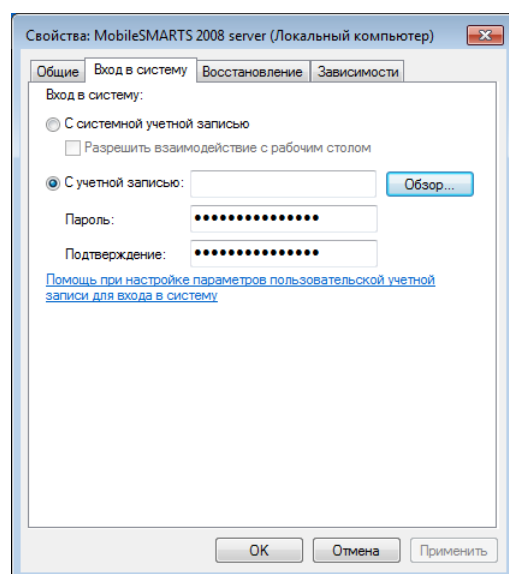 Свойства: MobileSMARTS 2008 server (Локальный компьютер)
Общие Вход в систему Восстановление Зависимости
Вход в систему:
С системной учетной записью
Разрешить взаимодействие с рабочим столом
С учетной записью: Обзор...
Пароль: •••••••••••••••
Подтверждение: •••••••••••••••
Помощь при настройке параметров пользовательской учетной
записи для входа в систему
OK Отмена Применить